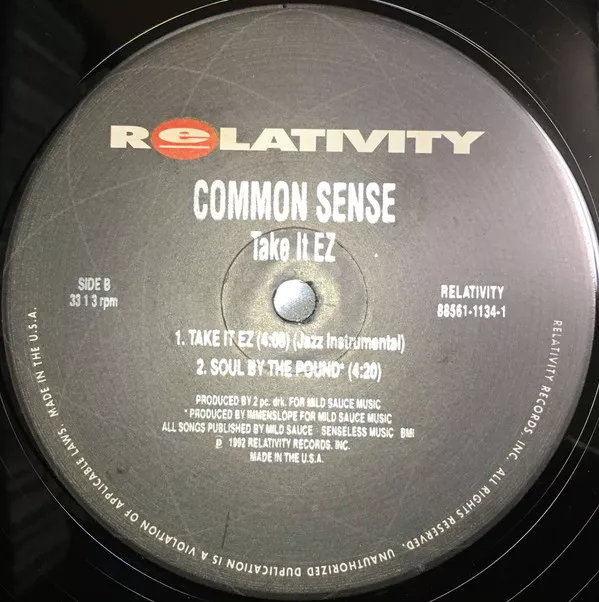 ReLATIVITY
COMMON SENSE
Take It EZ
SIDE B
33 1 3 rpm
RELATIVITY
88561-1134-1
1. TAKE IT EZ (4:00) (Jazz Instrumental)
2. SOUL BY THE POUND* (4:20)
PRODUCED BY 2 pc. drk. FOR MILD SAUCE MUSIC
* PRODUCED BY IMMENSLOPE FOR MILD SAUCE MUSIC
ALL SONGS PUBLISHED BY MILD SAUCE - SENSELESS MUSIC BMI
℗ 1992 RELATIVITY RECORDS, INC.
MADE IN THE U.S.A.
RELATIVITY RECORDS, INC. ALL RIGHTS RESERVED. UNAUTHORIZED DUPLICATION IS A VIOLATION OF APPLICABLE LAWS. MADE IN THE U.S.A.